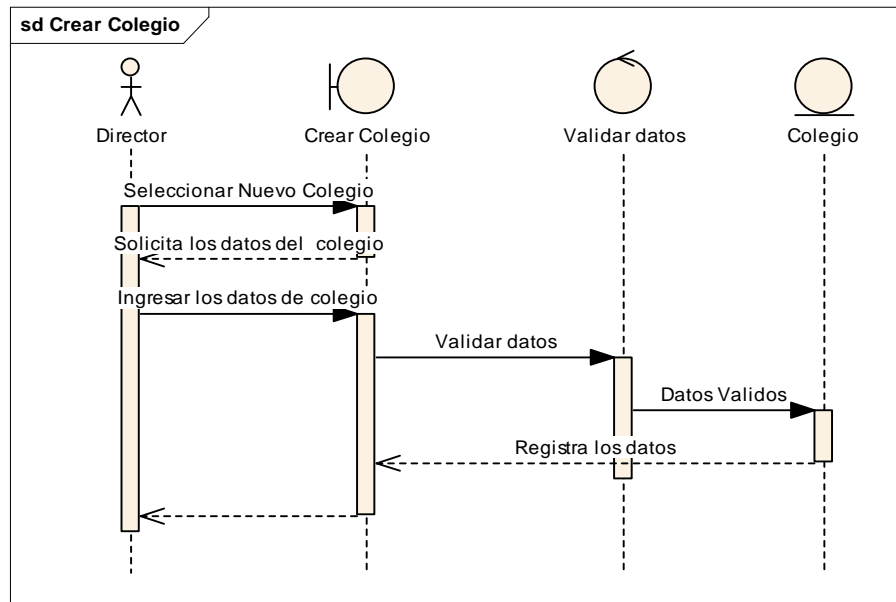 sd Crear Colegio
Director
Crear Colegio
Validar datos
Colegio
Seleccionar Nuevo Colegio
Solicita los datos del colegio
Ingresar los datos de colegio
Validar datos
Datos Validos
Registra los datos